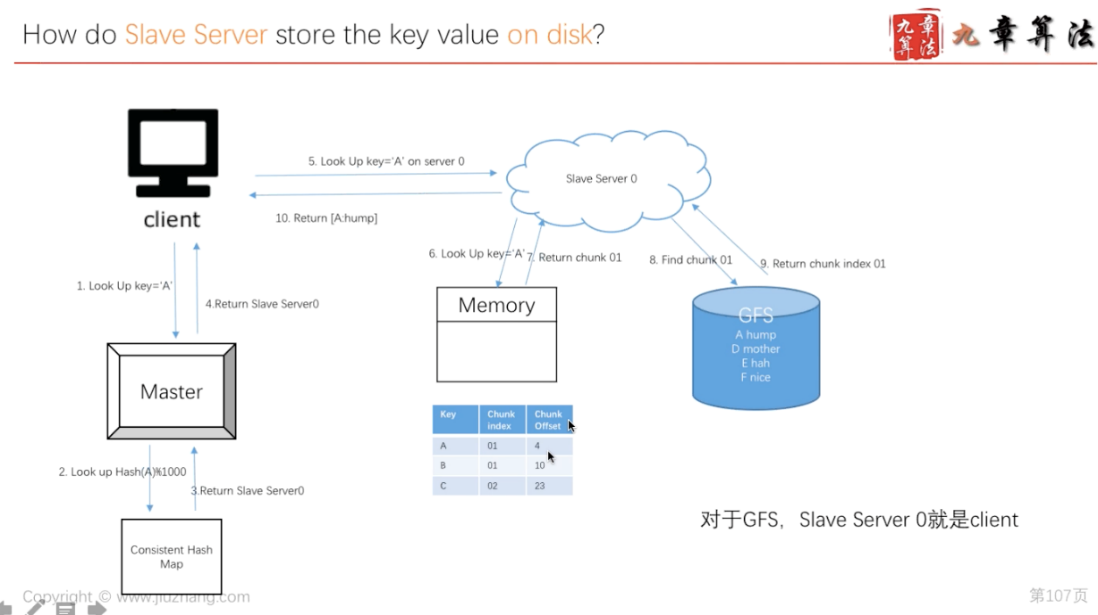 How do Slave Server store the key value on disk?
九章算法
九章算法
5. Look Up key='A' on server 0
Slave Server 0
client
10. Return [A:hump]
6. Look Up key='A'
7. Return chunk 01
8. Find chunk 01
9. Return chunk index 01
1. Look Up key='A'
4.Return Slave Server0
Memory
GFS
A hump
D mother
E hah
F nice
Master
Key Chunk index Chunk Offset
A 01 4
B 01 10
C 02 23
2. Look up Hash(A)%1000
3.Return Slave Server0
对于GFS，Slave Server 0就是client
Consistent Hash
Map
Copyright © www.jiuzhang.com
第107页